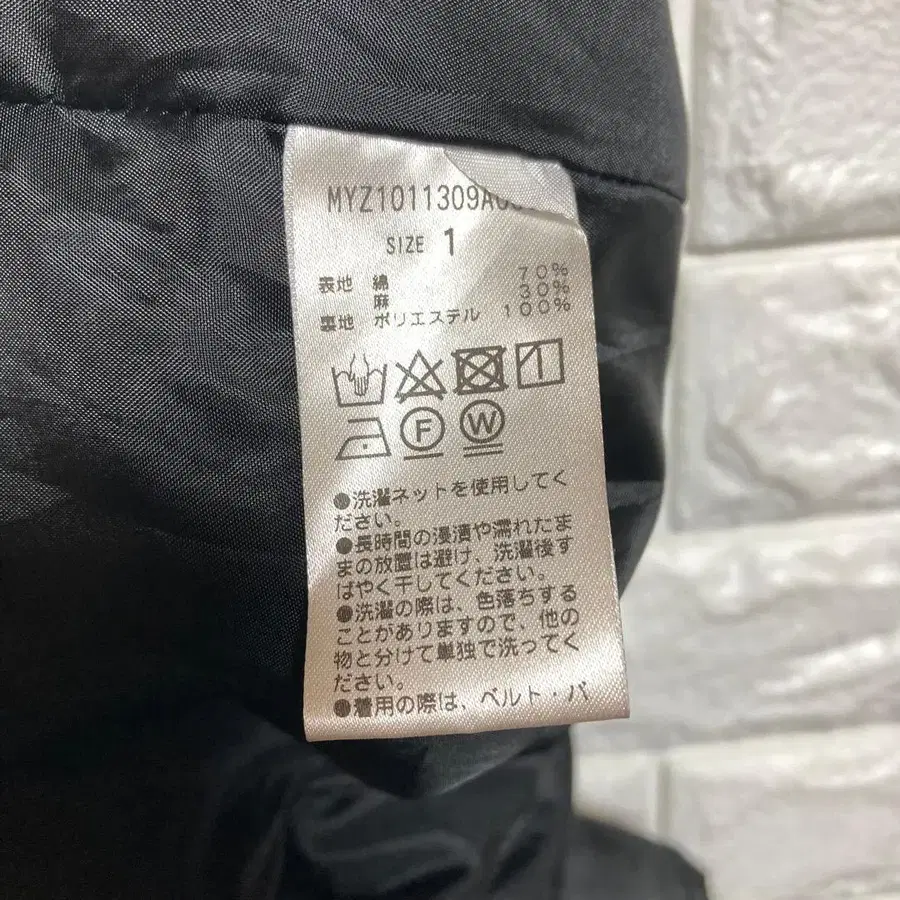 MYZ1011309A0
SIZE 1
表地 綿 70%
麻 30%
裏地 ポリエステル 100%
F W
●洗濯ネットを使用してく
ださい。
●長時間の浸漬や濡れたま
まの放置は避け、洗濯後す
ばやく干してください。
●洗濯の際は、色落ちする
ことがありますので、他の
物と分けて単独で洗ってく
ださい。
●着用の際は、ベルト・バ